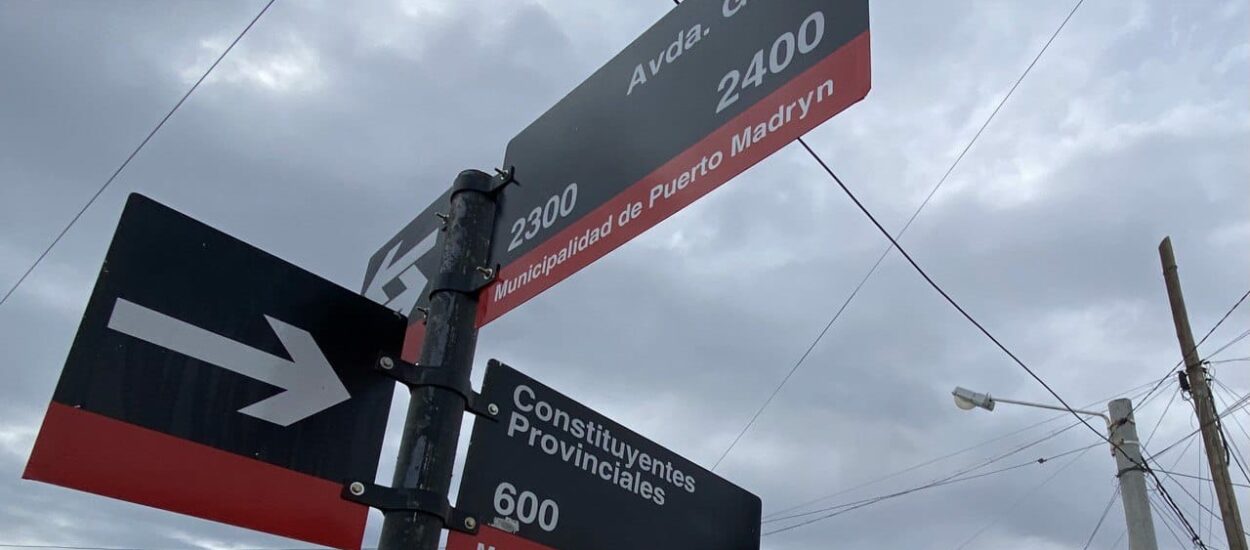 Avda. G
2300 2400
Municipalidad de Puerto Madryn
Constituyentes
Provinciales
600